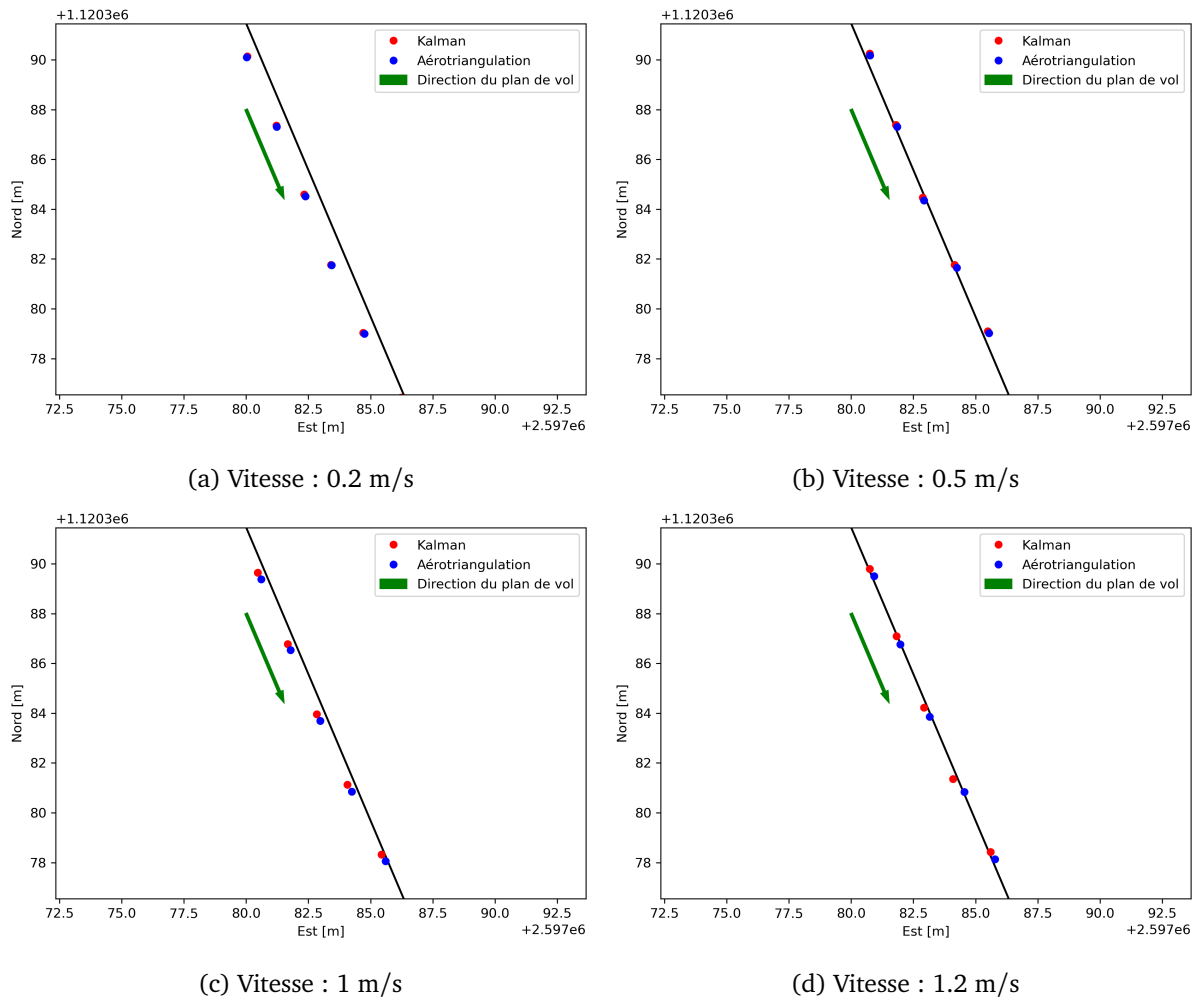 +1.1203e6
Kalman
Aérotriangulation
Direction du plan de vol
90
88
86
84
82
80
78
Nord [m]
72.5 75.0 77.5 80.0 82.5 85.0 87.5 90.0 92.5
Est [m]
+2.597e6
(a) Vitesse : 0.2 m/s
+1.1203e6
Kalman
Aérotriangulation
Direction du plan de vol
90
88
86
84
82
80
78
Nord [m]
72.5 75.0 77.5 80.0 82.5 85.0 87.5 90.0 92.5
Est [m]
+2.597e6
(b) Vitesse : 0.5 m/s
+1.1203e6
Kalman
Aérotriangulation
Direction du plan de vol
90
88
86
84
82
80
78
Nord [m]
72.5 75.0 77.5 80.0 82.5 85.0 87.5 90.0 92.5
Est [m]
+2.597e6
(c) Vitesse : 1 m/s
+1.1203e6
Kalman
Aérotriangulation
Direction du plan de vol
90
88
86
84
82
80
78
Nord [m]
72.5 75.0 77.5 80.0 82.5 85.0 87.5 90.0 92.5
Est [m]
+2.597e6
(d) Vitesse : 1.2 m/s